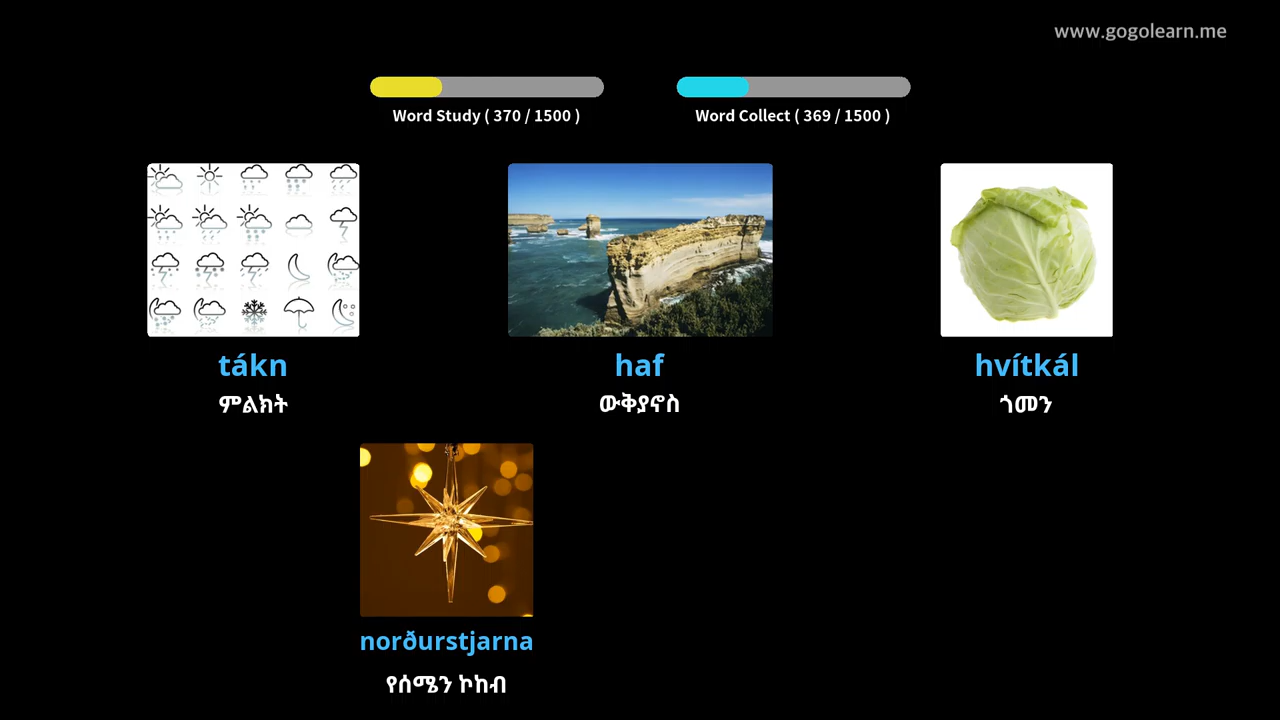 www.gogolearn.me
Word Study ( 370 / 1500 )
Word Collect ( 369 / 1500 )
tákn
ምልክት
haf
ውቅያኖስ
hvítkál
ጎመን
norðurstjarna
የሰሜን ኮከብ